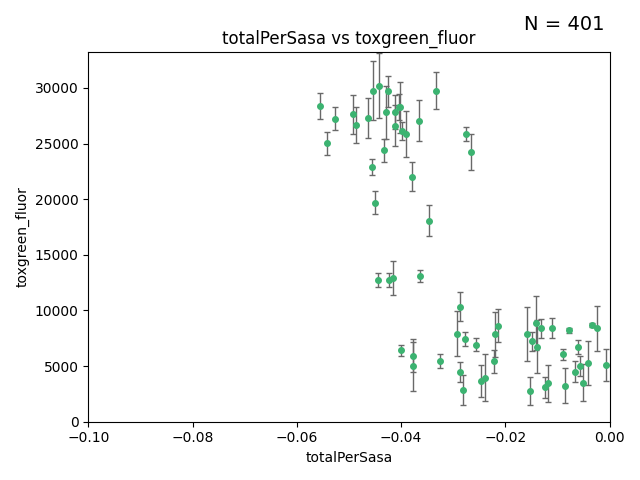 N = 401
totalPerSasa vs toxgreen_fluor
30000
25000
20000
15000
10000
5000
0
toxgreen_fluor
−0.10 −0.08 −0.06 −0.04 −0.02 0.00
totalPerSasa